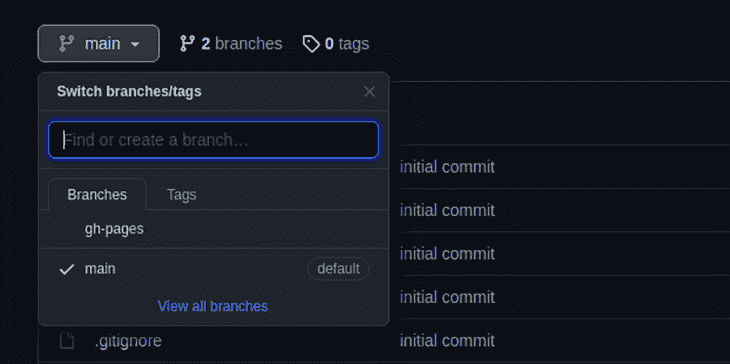 main 2 branches 0 tags
Switch branches/tags
Find or create a branch...
Branches Tags
initial commit
initial commit
gh-pages
initial commit
main default
initial commit
View all branches
.gitignore initial commit